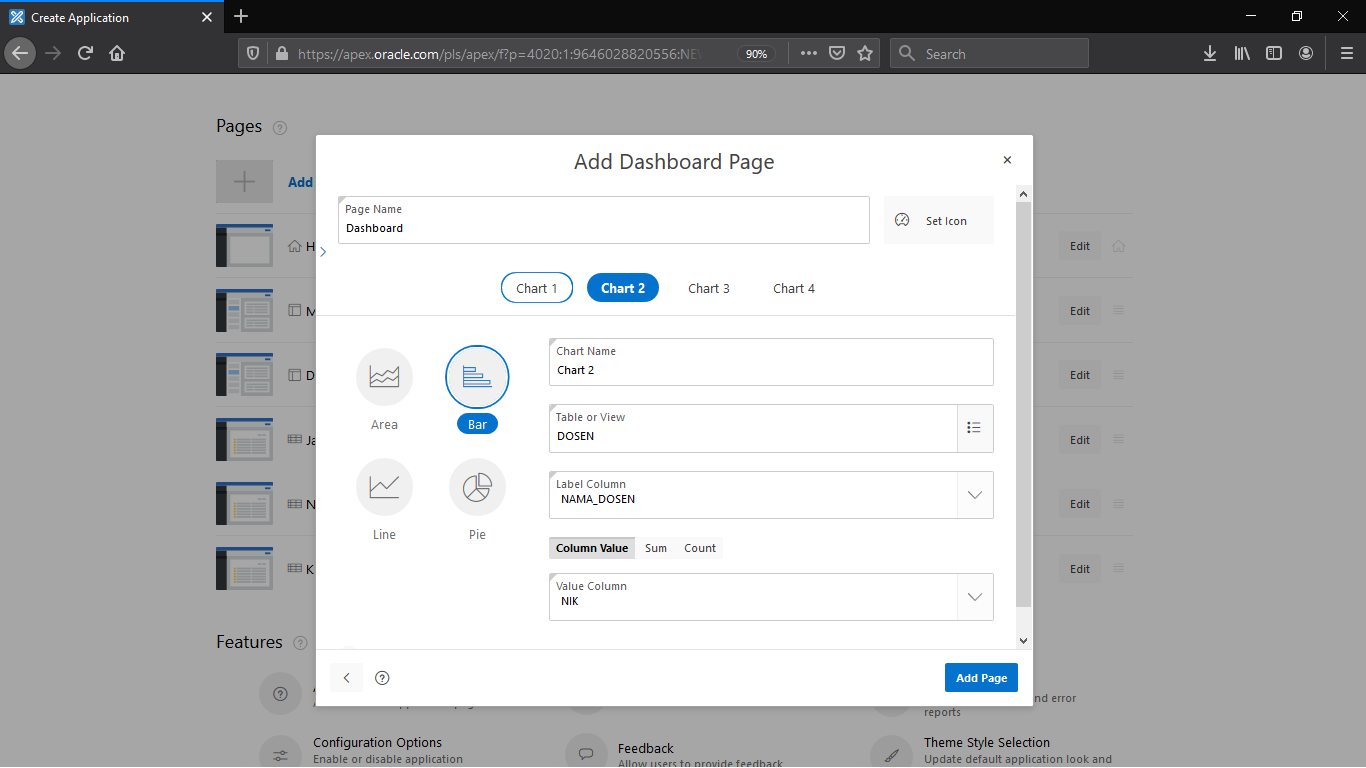 Create Application
https://apex.oracle.com/pls/apex/f?p=4020:1:9646028820556:NE
90%
Search
Pages
Add
Add Dashboard Page
Page Name
Dashboard
Set Icon
H
Edit
Chart 1
Chart 2
Chart 3
Chart 4
M
Edit
Chart Name
Chart 2
D
Edit
Area
Bar
Table or View
DOSEN
Ja
Edit
Label Column
NAMA_DOSEN
N
Edit
Line
Pie
Column Value
Sum
Count
K
Edit
Value Column
NIK
Features
Add Page
nd error
reports
Configuration Options
Enable or disable application
Feedback
Allow users to provide feedback
Theme Style Selection
Update default application look and